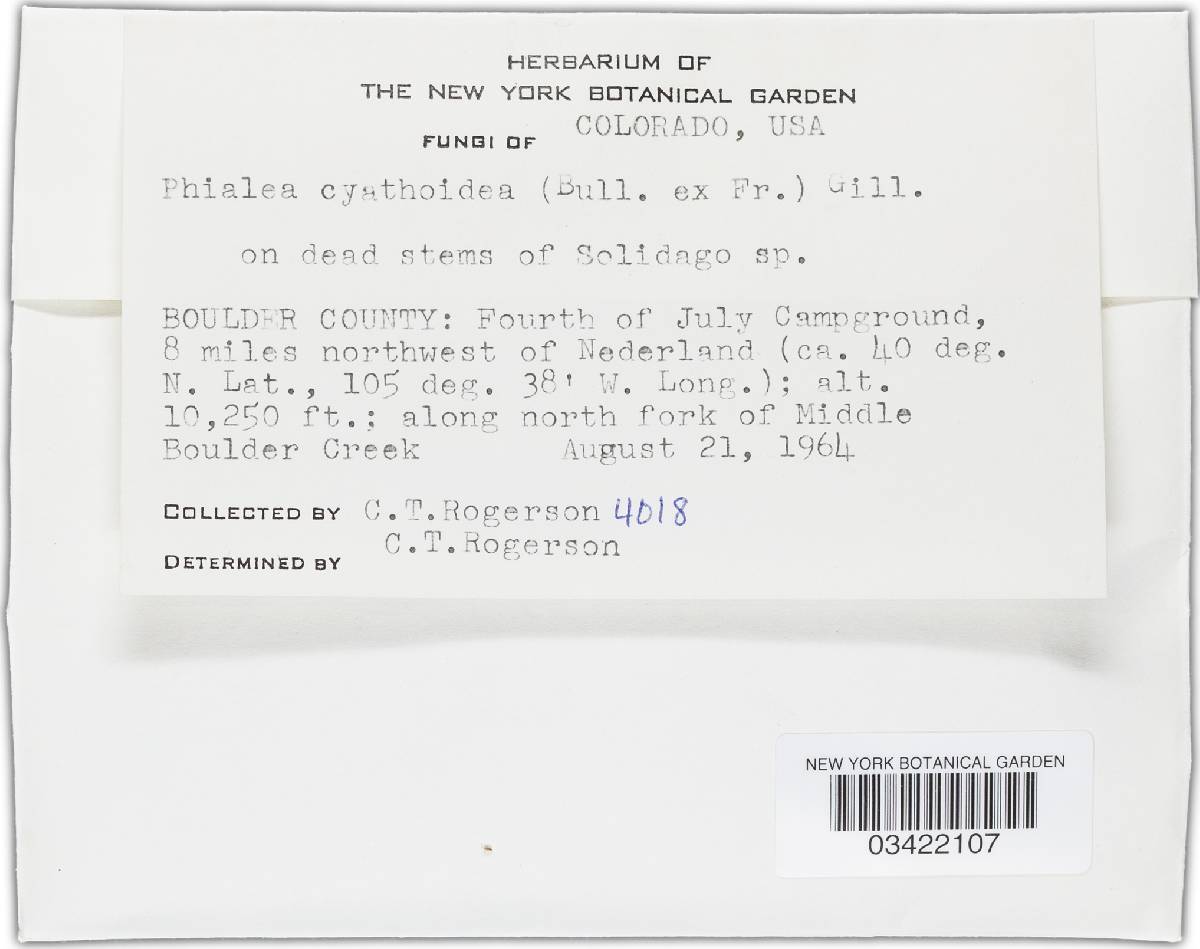 HERBARIUM OF
THE NEW YORK BOTANICAL GARDEN
FUNGI OF COLORADO, USA
Phialea cyathoidea (Bull. ex Fr.) Gill.
on dead stems of Solidago sp.
BOULDER COUNTY: Fourth of July Campground,
8 miles northwest of Nederland (ca. 40 deg.
N. Lat., 105 deg. 38' W. Long.); alt.
10,250 ft.; along north fork of Middle
Boulder Creek August 21, 1964
COLLECTED BY C.T.Rogerson 4018
DETERMINED BY C.T.Rogerson
NEW YORK BOTANICAL GARDEN
03422107